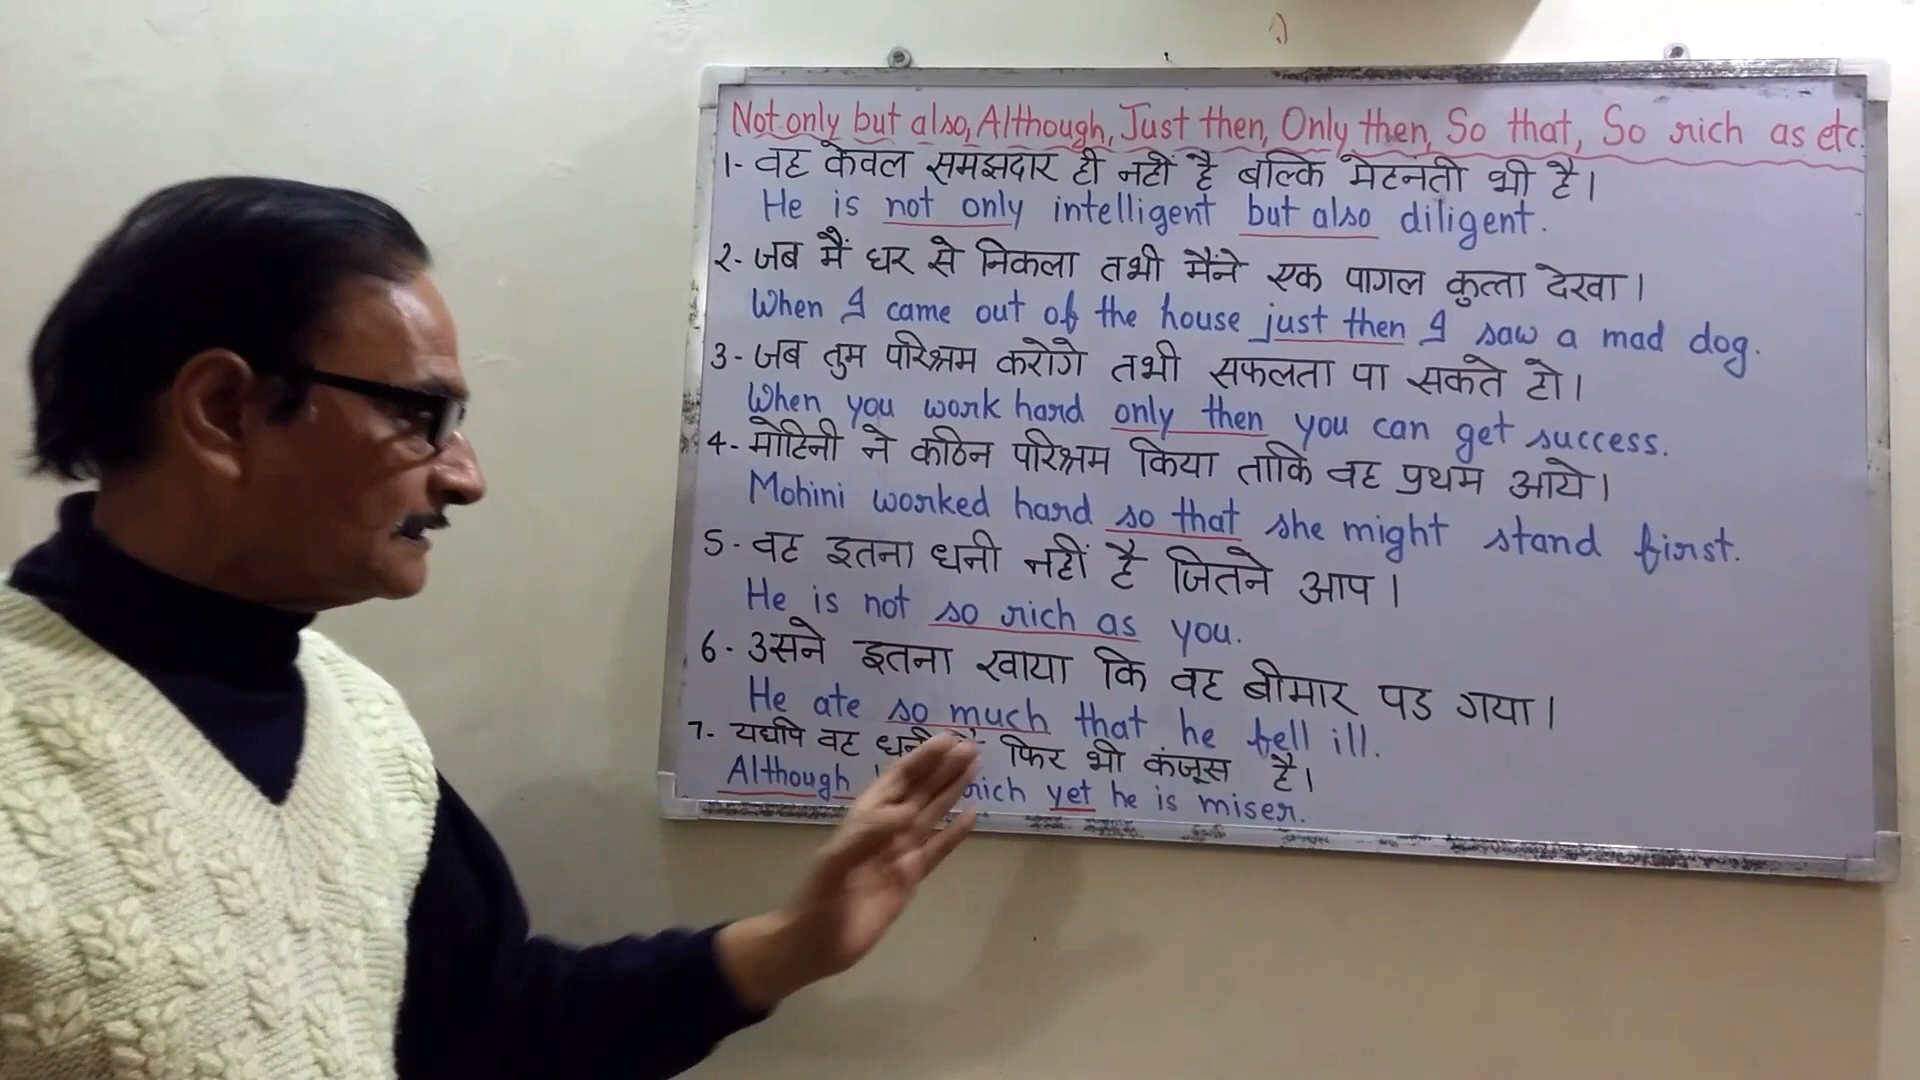 Not only but also, Although, Just then, Only then, So that, So rich as etc.
1- वह केवल समझदार ही नहीं है बल्कि मेहनती भी है।
He is not only intelligent but also diligent.
२- जब मैं घर से निकला तभी मैंने एक पागल कुत्ता देखा।
When I came out of the house just then I saw a mad dog.
3- जब तुम परिश्रम करोगे तभी सफलता पा सकते हो।
When you work hard only then you can get success.
4- मोहिनी ने कठिन परिश्रम किया ताकि वह प्रथम आये।
Mohini worked hard so that she might stand first.
5- वह इतना धनी नहीं है जितने आप।
He is not so rich as you.
6- उसने इतना खाया कि वह बीमार पड गया।
He ate so much that he fell ill.
7- यद्यपि वह धनी है फिर भी कंजूस है।
Although rich yet he is miser.